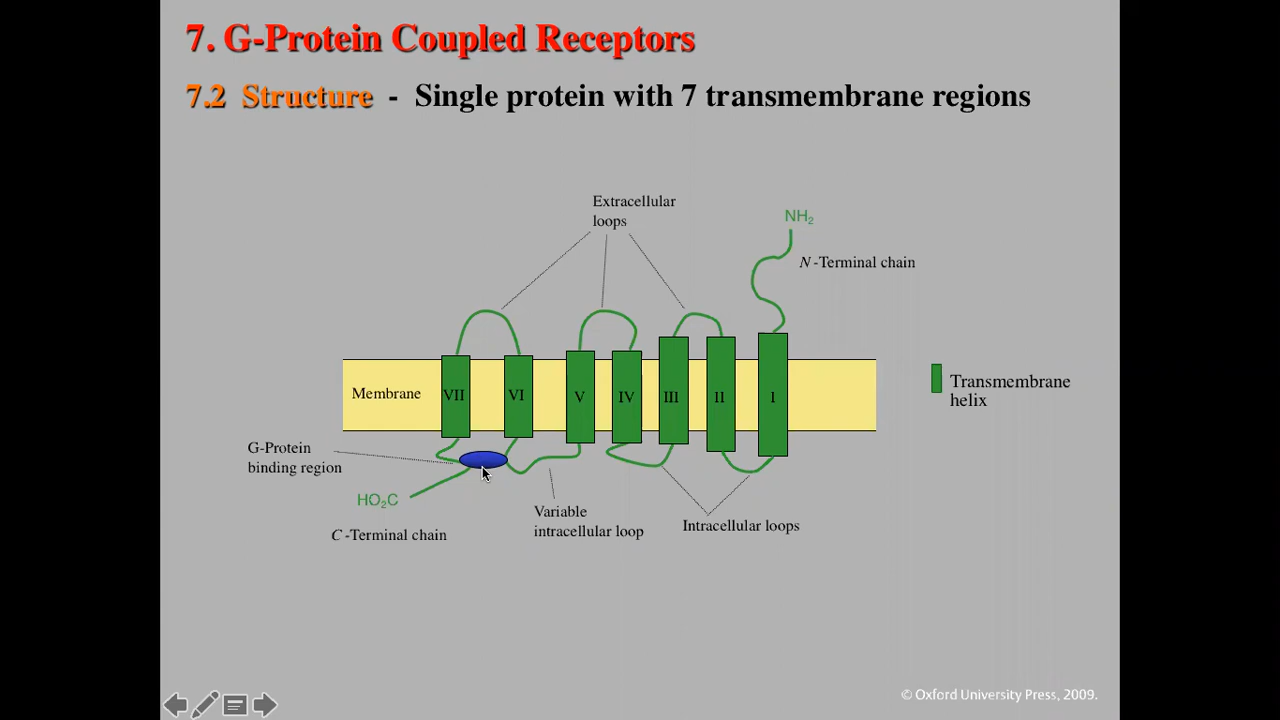 7. G-Protein Coupled Receptors
7.2 Structure - Single protein with 7 transmembrane regions
Extracellular
loops
NH₂
N -Terminal chain
Membrane
VII
VI
V
IV
III
II
I
Transmembrane
helix
G-Protein
binding region
HO₂C
C -Terminal chain
Variable
intracellular loop
Intracellular loops
© Oxford University Press, 2009.